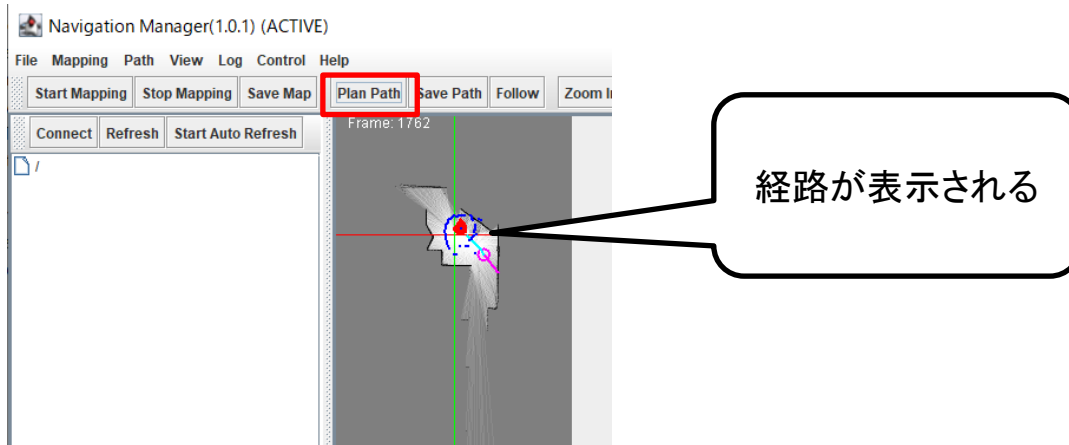 Navigation Manager(1.0.1) (ACTIVE)
File Mapping Path View Log Control Help
Start Mapping Stop Mapping Save Map Plan Path Save Path Follow Zoom In
Connect Refresh Start Auto Refresh
Frame: 1762
/
経路が表示される